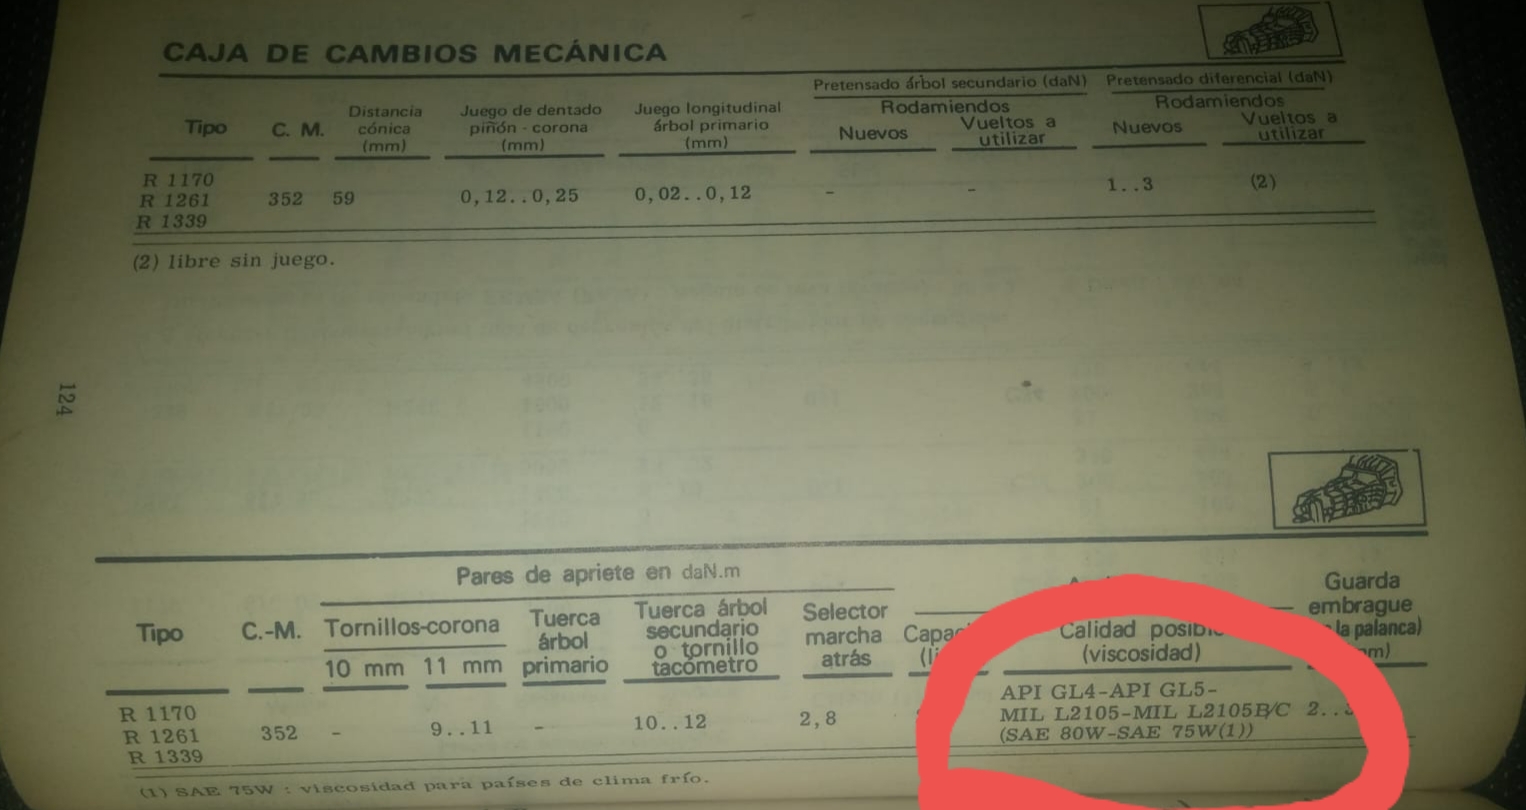 CAJA DE CAMBIOS MECÁNICA
Pretensado árbol secundario (daN) Pretensado diferencial (daN)
Tipo C. M. Distancia cónica (mm) Juego de dentado piñón - corona (mm) Juego longitudinal árbol primario (mm) Rodamiendos Nuevos Vueltos a utilizar Rodamiendos Nuevos Vueltos a utilizar
R 1170
R 1261 352 59 0,12..0,25 0,02..0,12 - - 1..3 (2)
R 1339
(2) libre sin juego.
124
Pares de apriete en daN.m
Tipo C.-M. Tornillos-corona 10 mm 11 mm Tuerca árbol primario Tuerca árbol secundario o tornillo tacómetro Selector marcha atrás Calidad (viscosidad) Guarda embrague la palanca)
R 1170 API GL4-API GL5-
R 1261 352 - 9..11 - 10..12 2,8 MIL L2105-MIL L2105B/C
R 1339 (SAE 80W-SAE 75W(1))
(1) SAE 75W : viscosidad para países de clima frío.